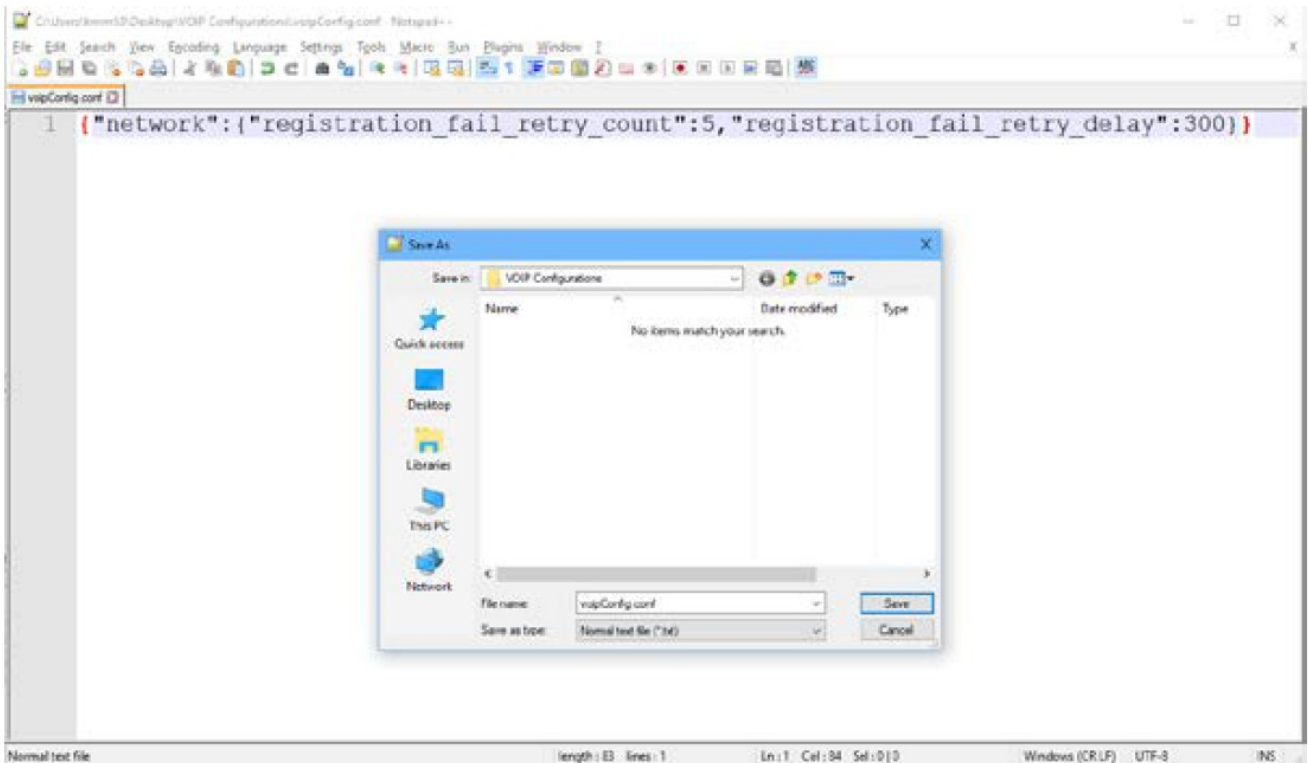 C:\Users\kmm53\Desktop\VOIP Configurations\voipConfig.conf - Notepad++
File Edit Search View Encoding Language Settings Tools Macro Run Plugins Window ? X
voipConfig.conf
1 {"network":{"registration_fail_retry_count":5,"registration_fail_retry_delay":300}}
Save As
Save in: VOIP Configurations
Name Date modified Type
No items match your search.
Quick access
Desktop
Libraries
This PC
Network
File name: voipConfig.conf Save
Save as type: Normal text file (*.txt) Cancel
Normal text file length : 83 lines : 1 Ln : 1 Col : 84 Sel : 0 | 0 Windows (CR LF) UTF-8 INS